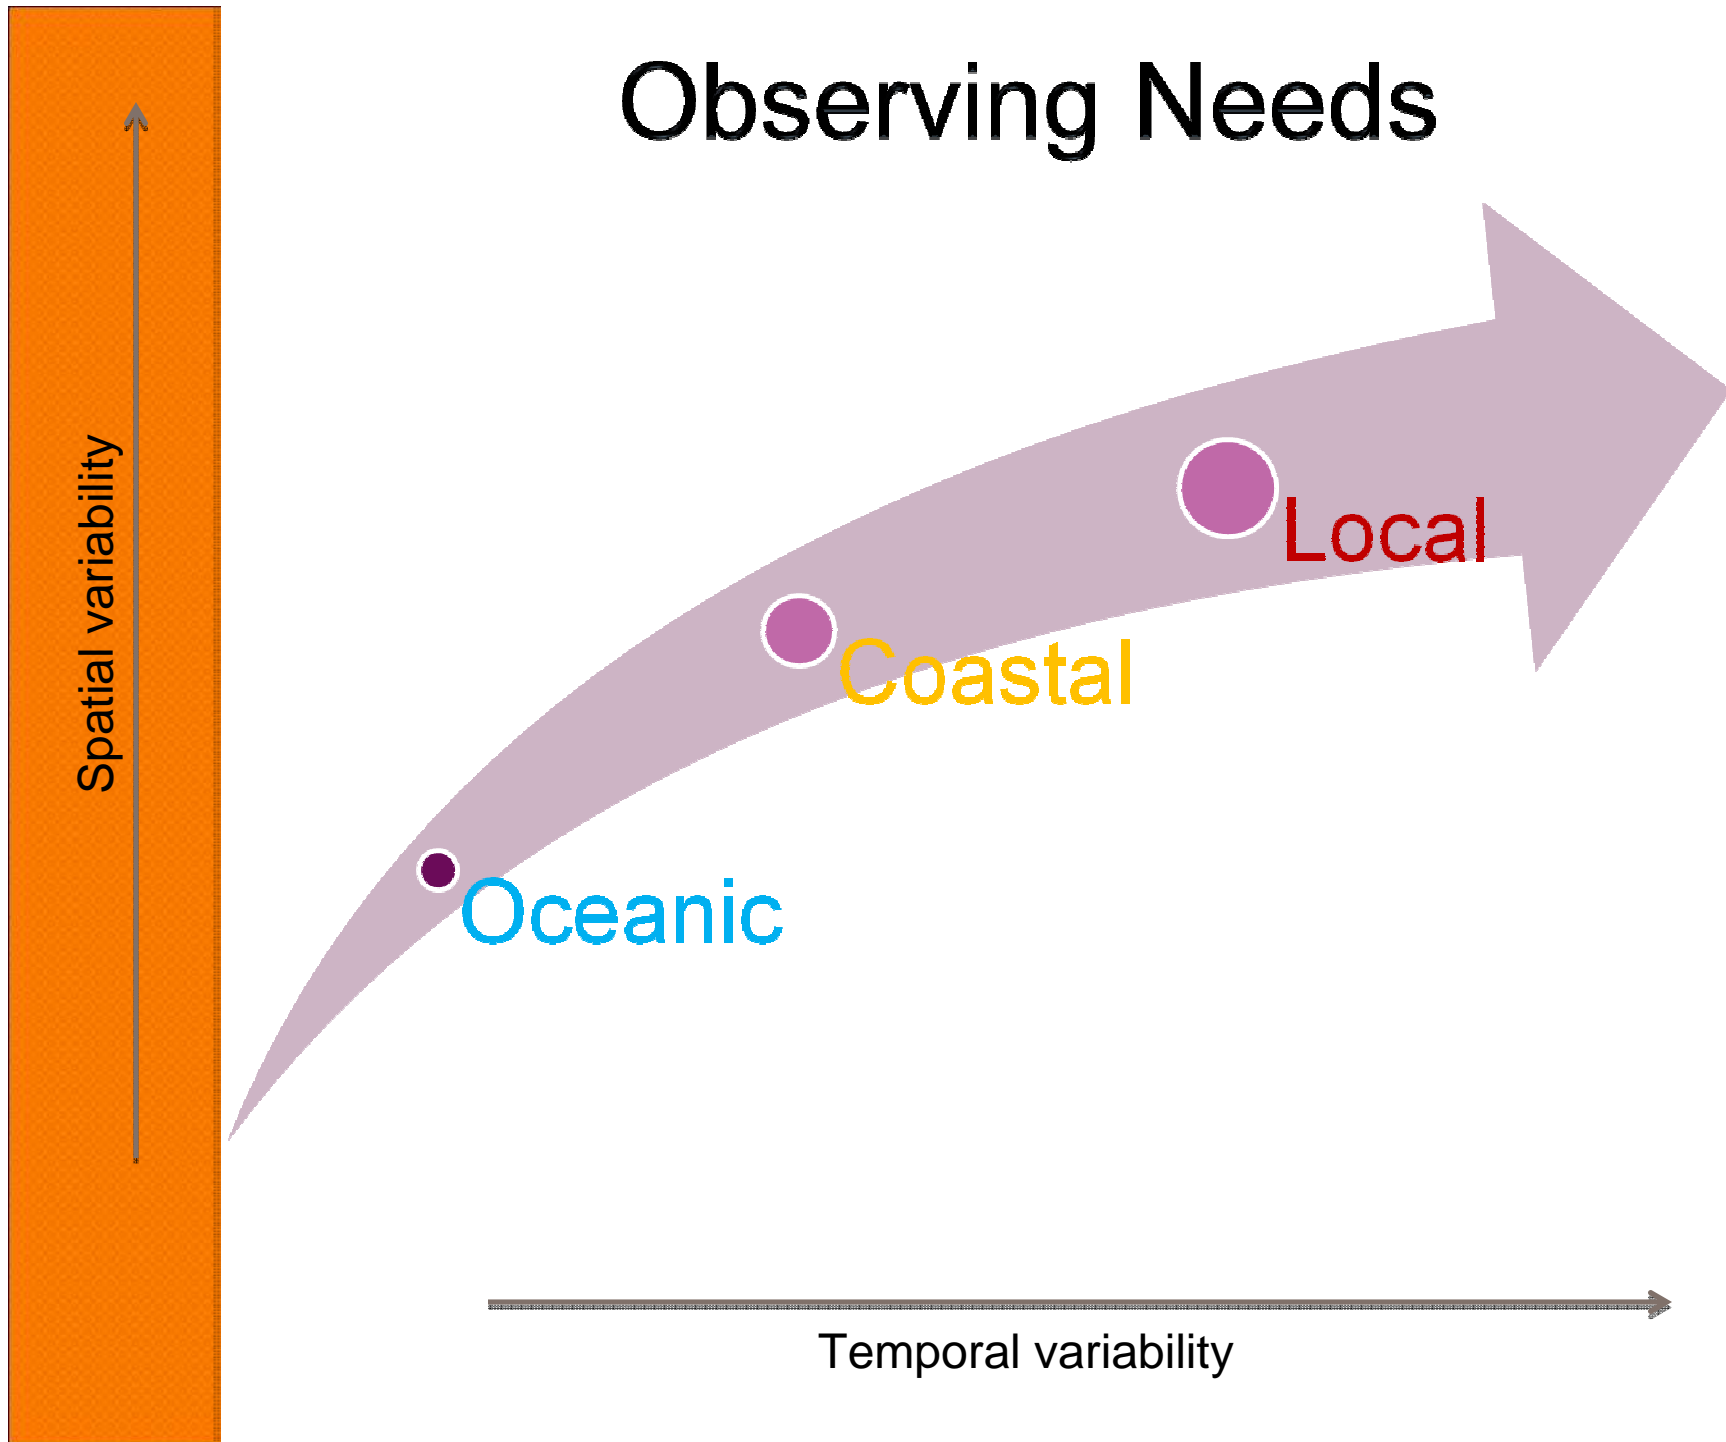 Observing Needs
Spatial variability
Local
Coastal
Oceanic
Temporal variability